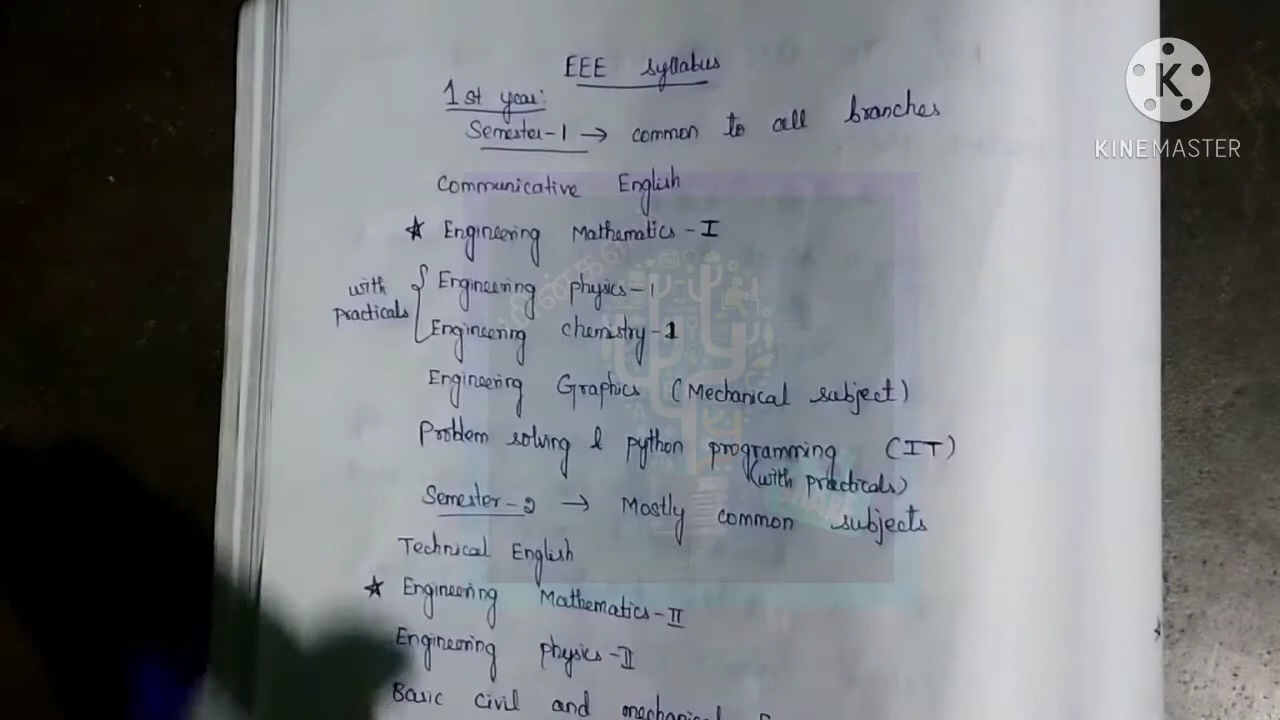 EEE syllabus
1st year:
Semester-1 → common to all branches
Communicative English
☆ Engineering Mathematics - I
with practicals { Engineering physics-1
Engineering chemistry-1
Engineering Graphics (Mechanical subject)
Problem solving & python programming (IT)
(with practicals)
Semester-2 → Mostly common subjects
Technical English
☆ Engineering Mathematics-II
Engineering physics-II
Basic civil and mechanical
K
KINEMASTER